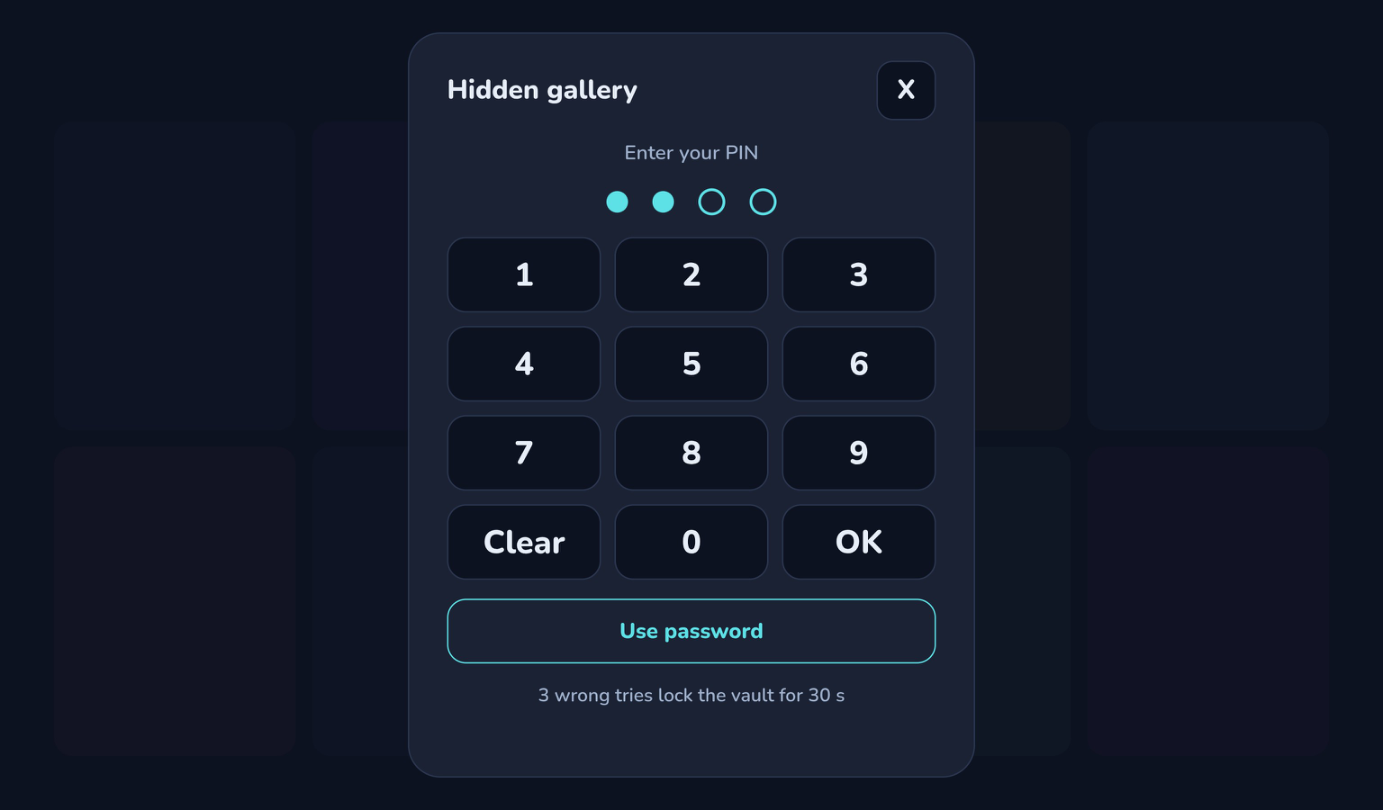 Hidden gallery X
Enter your PIN
1 2 3
4 5 6
7 8 9
Clear 0 OK
Use password
3 wrong tries lock the vault for 30 s